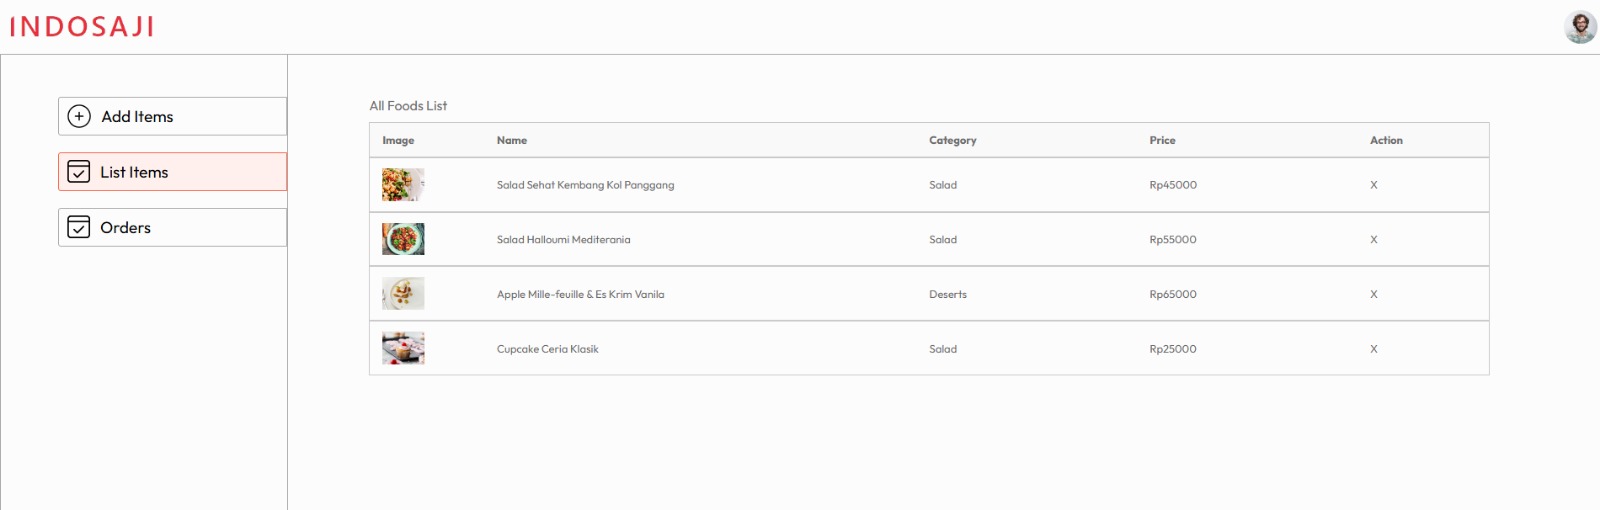 INDOSAJI
Add Items
List Items
Orders
All Foods List
Image Name Category Price Action
Salad Sehat Kembang Kol Panggang Salad Rp45000 X
Salad Halloumi Mediterania Salad Rp55000 X
Apple Mille-feuille & Es Krim Vanila Deserts Rp65000 X
Cupcake Ceria Klasik Salad Rp25000 X